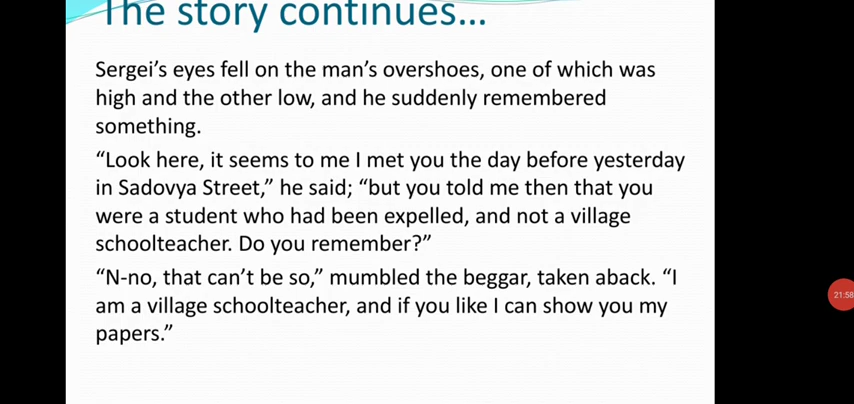 The story continues...
Sergei's eyes fell on the man's overshoes, one of which was
high and the other low, and he suddenly remembered
something.
"Look here, it seems to me I met you the day before yesterday
in Sadovya Street," he said; "but you told me then that you
were a student who had been expelled, and not a village
schoolteacher. Do you remember?"
"N-no, that can't be so," mumbled the beggar, taken aback. "I
am a village schoolteacher, and if you like I can show you my
papers."
21:58